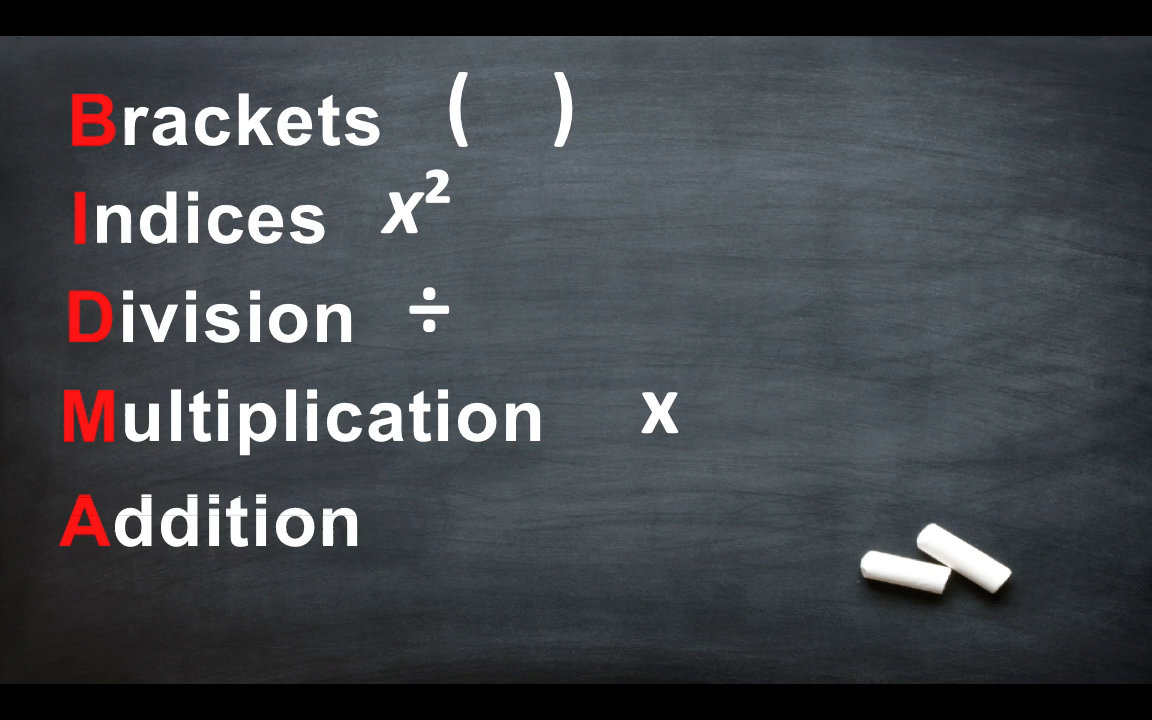 Brackets ( )
Indices x²
Division ÷
Multiplication x
Addition